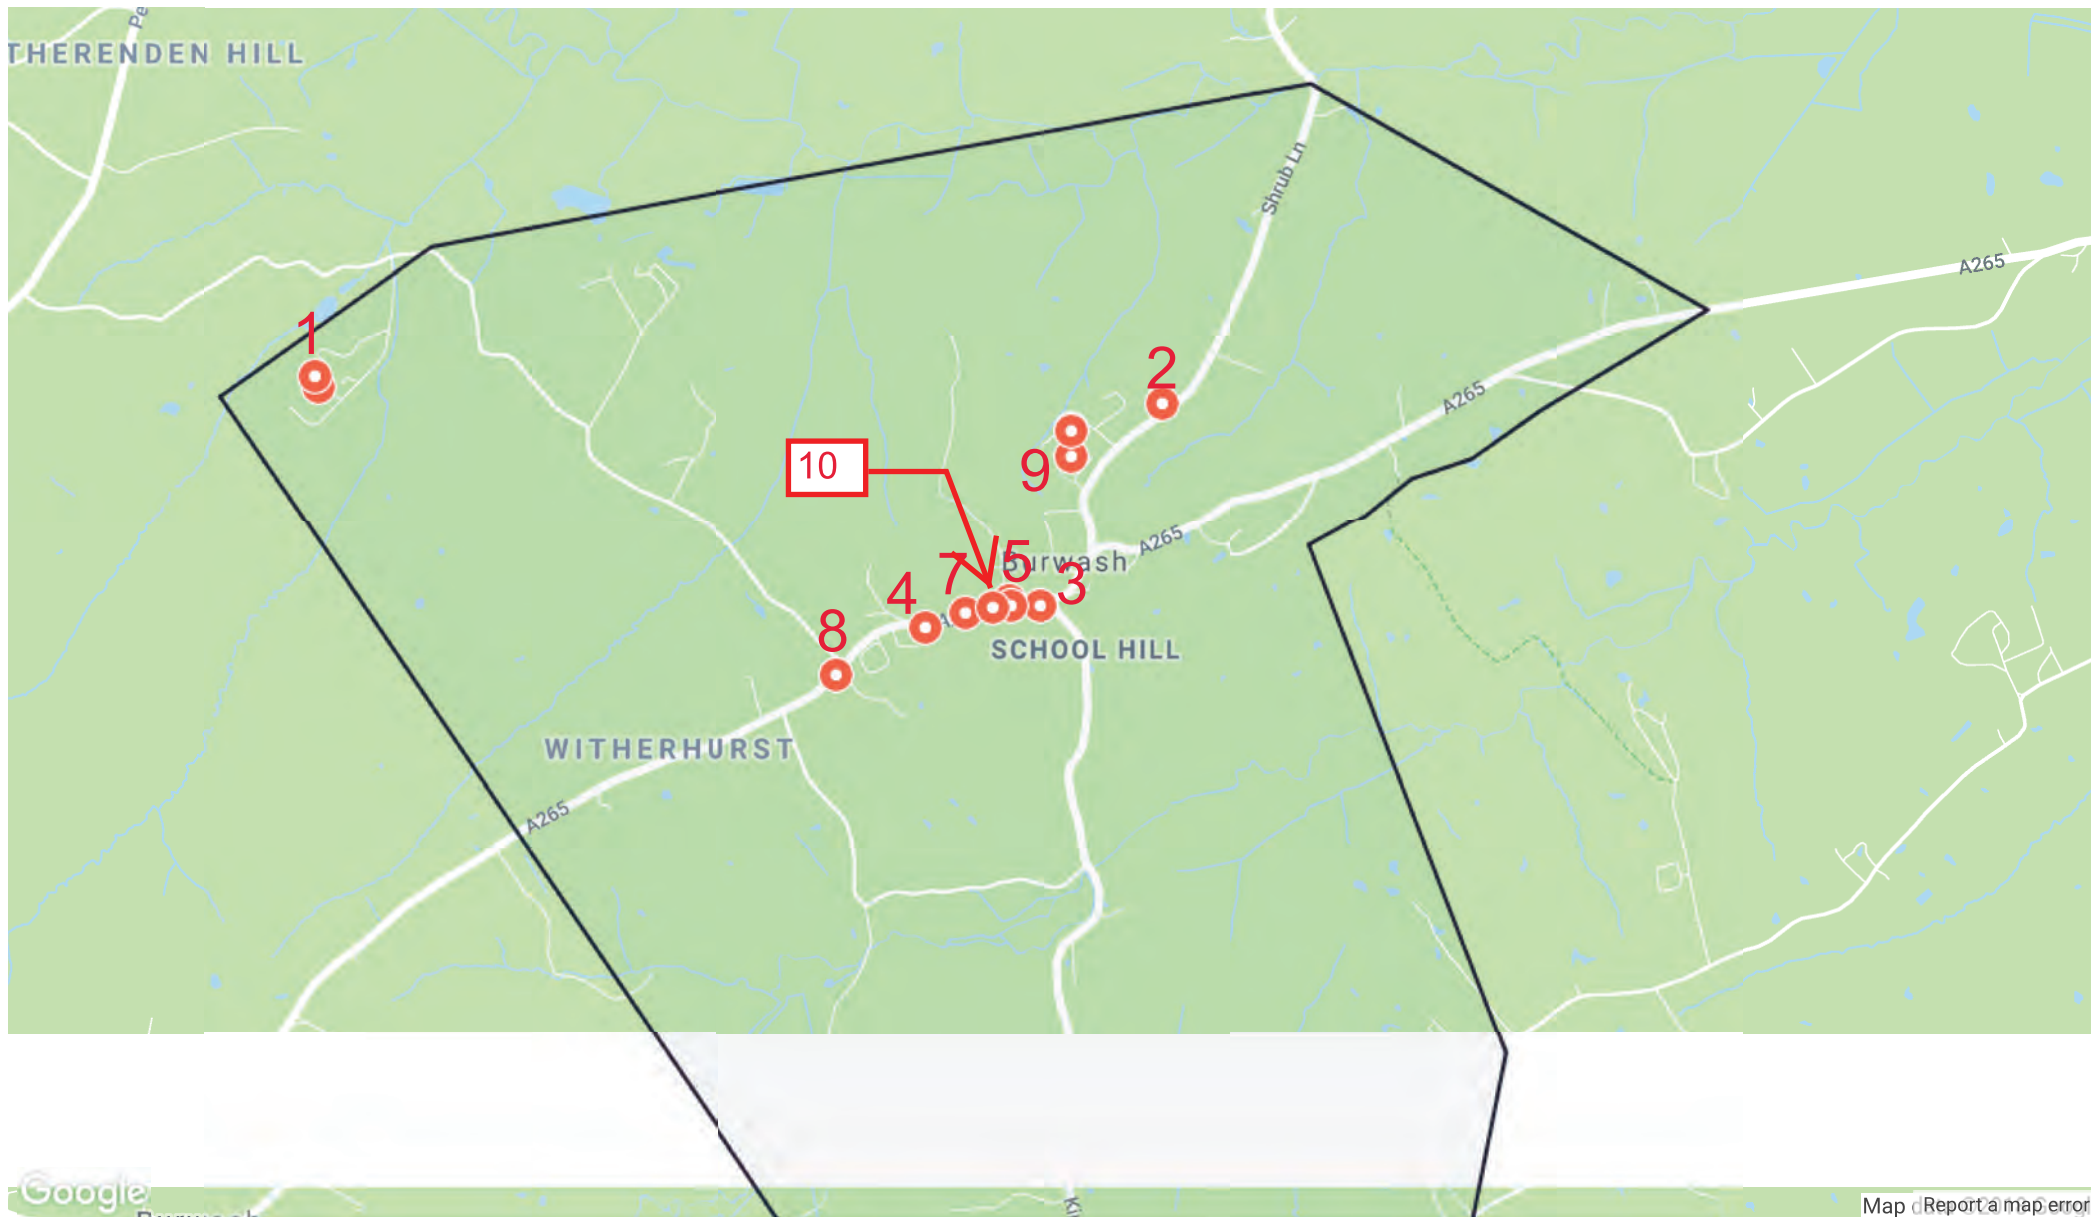 THERENDEN HILL
Pe
Shrub Ln
A265
1
2
A265
9
10
A265
Burwash
5
7
3
4
8
SCHOOL HILL
WITHERHURST
A265
Google
Map
Report a map error